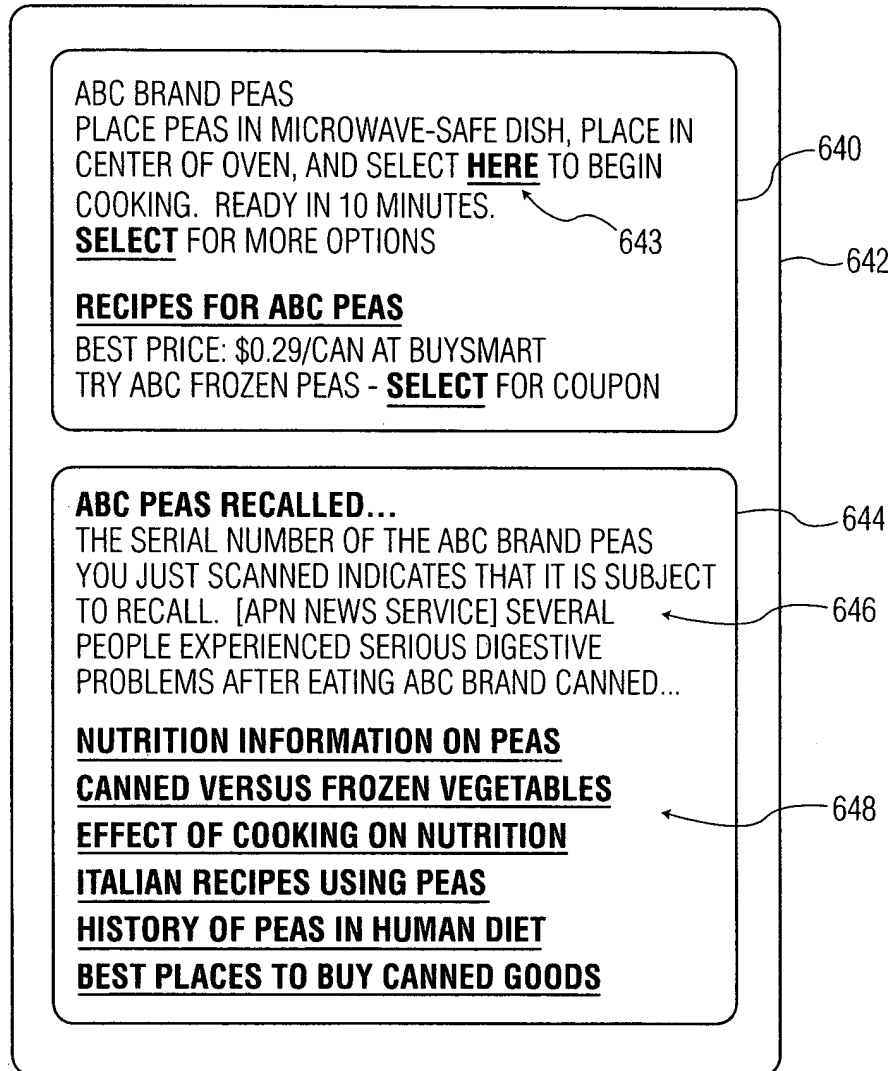 ABC BRAND PEAS
PLACE PEAS IN MICROWAVE-SAFE DISH, PLACE IN
CENTER OF OVEN, AND SELECT HERE TO BEGIN
COOKING. READY IN 10 MINUTES.
SELECT FOR MORE OPTIONS
RECIPES FOR ABC PEAS
BEST PRICE: $0.29/CAN AT BUYSMART
TRY ABC FROZEN PEAS - SELECT FOR COUPON
640
643
642
ABC PEAS RECALLED...
THE SERIAL NUMBER OF THE ABC BRAND PEAS
YOU JUST SCANNED INDICATES THAT IT IS SUBJECT
TO RECALL. [APN NEWS SERVICE] SEVERAL
PEOPLE EXPERIENCED SERIOUS DIGESTIVE
PROBLEMS AFTER EATING ABC BRAND CANNED...
644
646
NUTRITION INFORMATION ON PEAS
CANNED VERSUS FROZEN VEGETABLES
EFFECT OF COOKING ON NUTRITION
ITALIAN RECIPES USING PEAS
HISTORY OF PEAS IN HUMAN DIET
BEST PLACES TO BUY CANNED GOODS
648